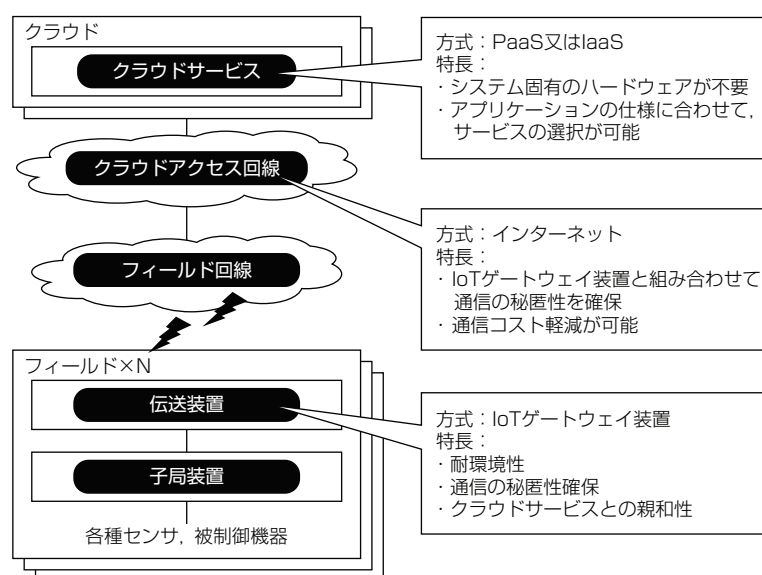 クラウド
クラウドサービス
方式：PaaS又はIaaS
特長：
・システム固有のハードウェアが不要
・アプリケーションの仕様に合わせて，
サービスの選択が可能
クラウドアクセス回線
方式：インターネット
特長：
・IoTゲートウェイ装置と組み合わせて
通信の秘匿性を確保
・通信コスト軽減が可能
フィールド回線
フィールド×N
伝送装置
方式：IoTゲートウェイ装置
特長：
・耐環境性
・通信の秘匿性確保
・クラウドサービスとの親和性
子局装置
各種センサ，被制御機器